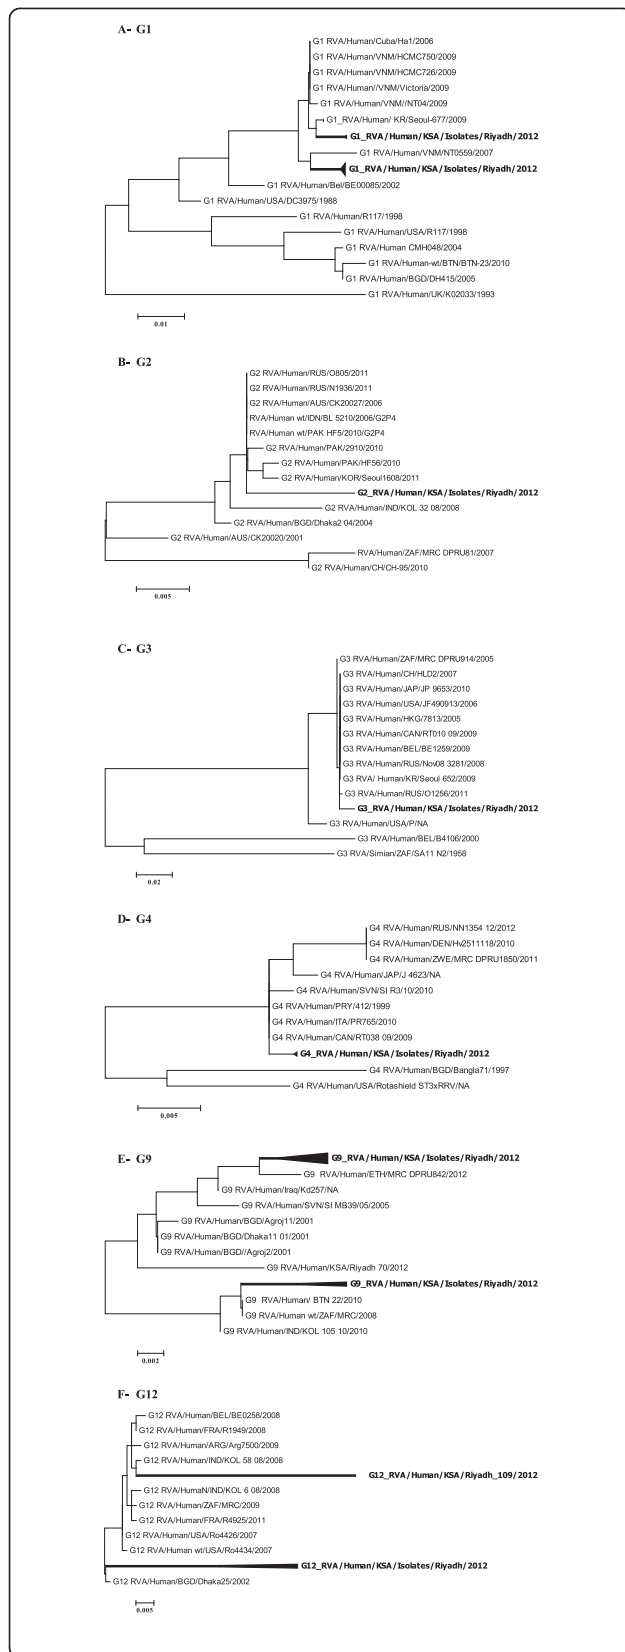 A- G1
G1 RVA/Human/Cuba/Ha1/2006
G1 RVA/Human/VNM/HCMC750/2009
G1 RVA/Human/VNM/HCMC726/2009
G1 RVA/Human//VNM/Victoria/2009
G1 RVA/Human/VNM//NT04/2009
G1_RVA/Human/ KR/Seoul-677/2009
G1_RVA/Human/KSA/Isolates/Riyadh/2012
G1 RVA/Human/VNM/NT0559/2007
G1_RVA/Human/KSA/Isolates/Riyadh/2012
G1 RVA/Human/Bel/BE00085/2002
G1 RVA/Human/USA/DC3975/1988
G1 RVA/Human/R117/1998
G1 RVA/Human/USA/R117/1998
G1 RVA/Human CMH048/2004
G1 RVA/Human-wt/BTN/BTN-23/2010
G1 RVA/Human/BGD/DH415/2005
G1 RVA/Human/UK/K02033/1993
0.01
B- G2
G2 RVA/Human/RUS/O805/2011
G2 RVA/Human/RUS/N1936/2011
G2 RVA/Human/AUS/CK20027/2006
RVA/Human wt/IDN/BL 5210/2006/G2P4
RVA/Human wt/PAK HF5/2010/G2P4
G2 RVA/Human/PAK/2910/2010
G2 RVA/Human/PAK/HF56/2010
G2 RVA/Human/KOR/Seoul1608/2011
G2_RVA/Human/KSA/Isolates/Riyadh/2012
G2 RVA/Human/IND/KOL 32 08/2008
G2 RVA/Human/BGD/Dhaka2 04/2004
G2 RVA/Human/AUS/CK20020/2001
RVA/Human/ZAF/MRC DPRU81/2007
G2 RVA/Human/CH/CH-95/2010
0.005
C- G3
G3 RVA/Human/ZAF/MRC DPRU914/2005
G3 RVA/Human/CH/HLD2/2007
G3 RVA/Human/JAP/JP 9653/2010
G3 RVA/Human/USA/JF490913/2006
G3 RVA/Human/HKG/7813/2005
G3 RVA/Human/CAN/RT010 09/2009
G3 RVA/Human/BEL/BE1259/2009
G3 RVA/Human/RUS/Nov08 3281/2008
G3 RVA/ Human/KR/Seoul 652/2009
G3 RVA/Human/RUS/O1256/2011
G3_RVA/Human/KSA/Isolates/Riyadh/2012
G3 RVA/Human/USA/P/NA
G3 RVA/Human/BEL/B4106/2000
G3 RVA/Simian/ZAF/SA11 N2/1958
0.02
D- G4
G4 RVA/Human/RUS/NN1354 12/2012
G4 RVA/Human/DEN/Hv2511118/2010
G4 RVA/Human/ZWE/MRC DPRU1850/2011
G4 RVA/Human/JAP/J 4623/NA
G4 RVA/Human/SVN/SI R3/10/2010
G4 RVA/Human/PRY/412/1999
G4 RVA/Human/ITA/PR765/2010
G4 RVA/Human/CAN/RT038 09/2009
G4_RVA/Human/KSA/Isolates/Riyadh/2012
G4 RVA/Human/BGD/Bangla71/1997
G4 RVA/Human/USA/Rotashield ST3xRRV/NA
0.005
E- G9
G9_RVA/Human/KSA/Isolates/Riyadh/2012
G9 RVA/Human/ETH/MRC DPRU842/2012
G9 RVA/Human/Iraq/Kd257/NA
G9 RVA/Human/SVN/SI MB39/05/2005
G9 RVA/Human/BGD/Agroj11/2001
G9 RVA/Human/BGD/Dhaka11 01/2001
G9 RVA/Human/BGD//Agroj2/2001
G9 RVA/Human/KSA/Riyadh 70/2012
G9_RVA/Human/KSA/Isolates/Riyadh/2012
G9 RVA/Human/ BTN 22/2010
G9 RVA/Human wt/ZAF/MRC/2008
G9 RVA/Human/IND/KOL 105 10/2010
0.002
F- G12
G12 RVA/Human/BEL/BE0258/2008
G12 RVA/Human/FRA/R1949/2008
G12 RVA/Human/ARG/Arg7500/2009
G12 RVA/Human/IND/KOL 58 08/2008
G12_RVA/Human/KSA/Riyadh_109/2012
G12 RVA/HumaN/IND/KOL 6 08/2008
G12 RVA/Human/ZAF/MRC/2009
G12 RVA/Human/FRA/R4925/2011
G12 RVA/Human/USA/Ro4426/2007
G12 RVA/Human wt/USA/Ro4434/2007
G12_RVA/Human/KSA/Isolates/Riyadh/2012
G12 RVA/Human/BGD/Dhaka25/2002
0.005